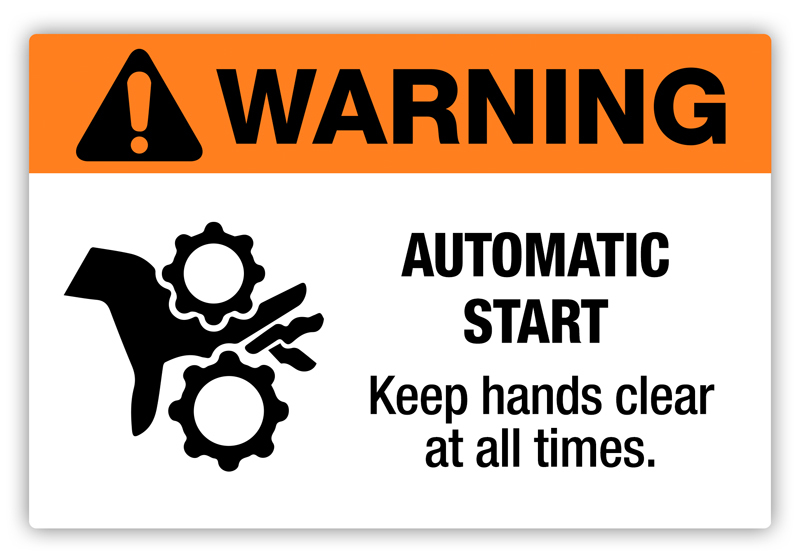 WARNING
AUTOMATIC
START
Keep hands clear
at all times.